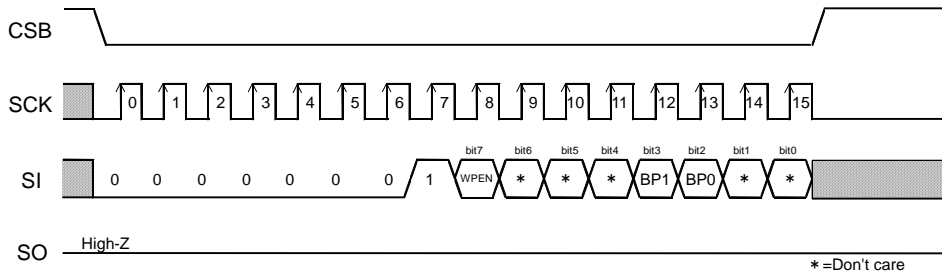 CSB
SCK 0 1 2 3 4 5 6 7 8 9 10 11 12 13 14 15
bit7 bit6 bit5 bit4 bit3 bit2 bit1 bit0
SI 0 0 0 0 0 0 0 1 WPEN * * * BP1 BP0 * *
High-Z
SO
*=Don't care